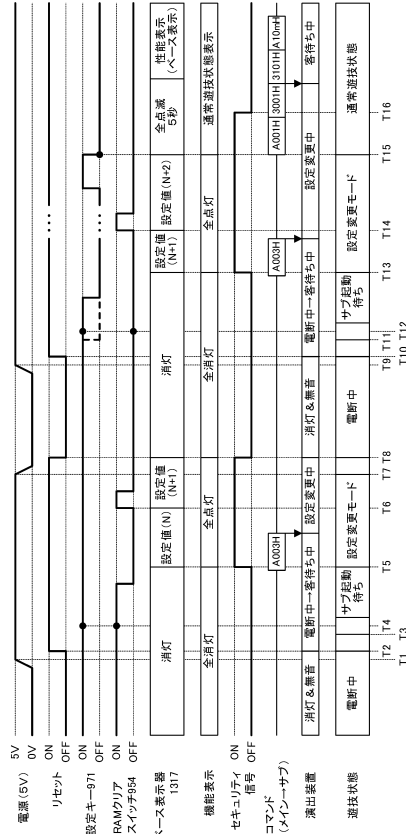 電源(5V)
5V
0V
リセット
ON
OFF
設定キー971
ON
OFF
RAMクリア
スイッチ954
ON
OFF
ベース表示器
1317
消灯
設定値(N)
設定値
(N+1)
消灯
設定値
(N+1)
設定値(N+2)
全点滅
5秒
性能表示
(ベース表示)
機能表示
全消灯
全点灯
全消灯
全点灯
通常遊技状態表示
セキュリティ
信号
ON
OFF
コマンド
(メイン→サブ)
A003H
A003H
A001H
3001H
3101H
A10mH
演出装置
消灯&無音
電断中→客待ち中
設定変更中
消灯&無音
電断中→客待ち中
設定変更中
客待ち中
遊技状態
電断中
サブ起動
待ち
設定変更モード
電断中
サブ起動
待ち
設定変更モード
通常遊技状態
T1
T2
T3
T4
T5
T6
T7
T8
T9
T10
T11
T12
T13
T14
T15
T16